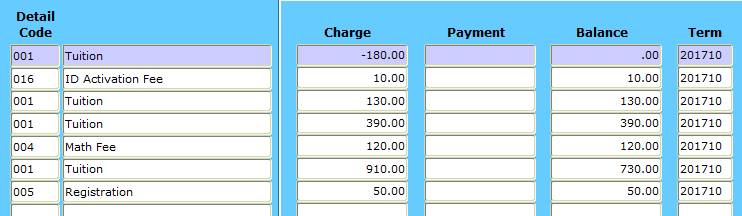 Detail Code Charge Payment Balance Term
001 Tuition -180.00 .00 201710
016 ID Activation Fee 10.00 10.00 201710
001 Tuition 130.00 130.00 201710
001 Tuition 390.00 390.00 201710
004 Math Fee 120.00 120.00 201710
001 Tuition 910.00 730.00 201710
005 Registration 50.00 50.00 201710